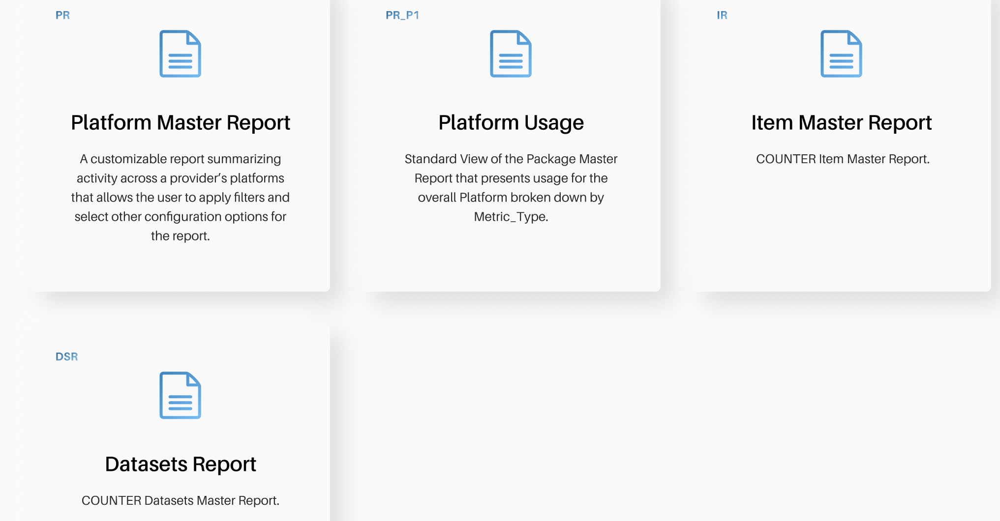 PR
Platform Master Report
A customizable report summarizing
activity across a provider’s platforms
that allows the user to apply filters and
select other configuration options for
the report.
PR_P1
Platform Usage
Standard View of the Package Master
Report that presents usage for the
overall Platform broken down by
Metric_Type.
IR
Item Master Report
COUNTER Item Master Report.
DSR
Datasets Report
COUNTER Datasets Master Report.